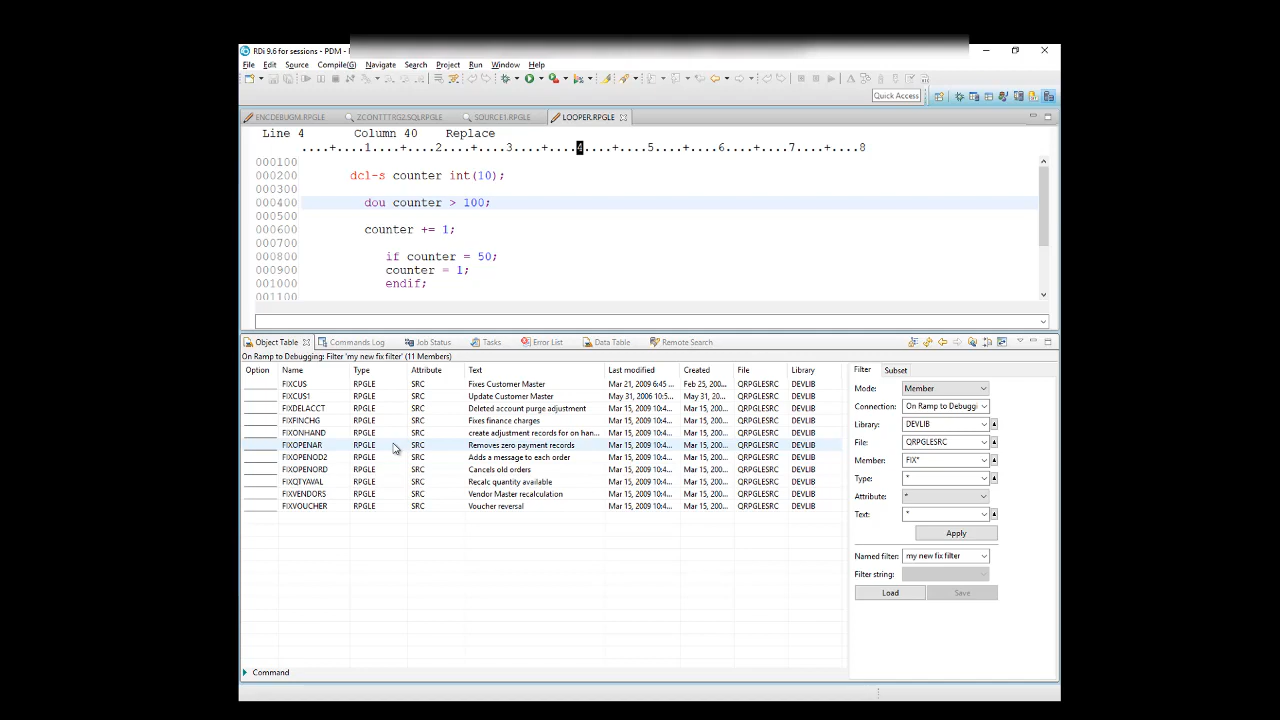 RDi 9.6 for sessions - PDM -
File Edit Source Compile(G) Navigate Search Project Run Window Help
Quick Access
ENCDEBUGM.RPGLE ZCONTTTRG2.SQLRPGLE SOURCE1.RPGLE LOOPER.RPGLE
Line 4 Column 40 Replace
....+....1....+....2....+....3....+....4....+....5....+....6....+....7....+....8
000100
000200 dcl-s counter int(10);
000300
000400 dou counter > 100;
000500
000600 counter += 1;
000700
000800 if counter = 50;
000900 counter = 1;
001000 endif;
001100
Object Table Commands Log Job Status Tasks Error List Data Table Remote Search
On Ramp to Debugging: Filter 'my new fix filter' (11 Members)
Option Name Type Attribute Text Last modified Created File Library
FIXCUS RPGLE SRC Fixes Customer Master Mar 21, 2009 6:45 ... Feb 25, 200... QRPGLESRC DEVLIB
FIXCUS1 RPGLE SRC Update Customer Master May 31, 2006 10:5... May 31, 20... QRPGLESRC DEVLIB
FIXDELACCT RPGLE SRC Deleted account purge adjustment Mar 15, 2009 10:4... Mar 15, 200... QRPGLESRC DEVLIB
FIXFINCHG RPGLE SRC Fixes finance charges Mar 15, 2009 10:4... Mar 15, 200... QRPGLESRC DEVLIB
FIXONHAND RPGLE SRC create adjustment records for on han... Mar 15, 2009 10:4... Mar 15, 200... QRPGLESRC DEVLIB
FIXOPENAR RPGLE SRC Removes zero payment records Mar 15, 2009 10:4... Mar 15, 200... QRPGLESRC DEVLIB
FIXOPENOD2 RPGLE SRC Adds a message to each order Mar 15, 2009 10:4... Mar 15, 200... QRPGLESRC DEVLIB
FIXOPENORD RPGLE SRC Cancels old orders Mar 15, 2009 10:4... Mar 15, 200... QRPGLESRC DEVLIB
FIXQTYAVAL RPGLE SRC Recalc quantity available Mar 15, 2009 10:4... Mar 15, 200... QRPGLESRC DEVLIB
FIXVENDORS RPGLE SRC Vendor Master recalculation Mar 15, 2009 10:4... Mar 15, 200... QRPGLESRC DEVLIB
FIXVOUCHER RPGLE SRC Voucher reversal Mar 15, 2009 10:4... Mar 15, 200... QRPGLESRC DEVLIB
Filter Subset
Mode: Member
Connection: On Ramp to Debuggi
Library: DEVLIB
File: QRPGLESRC
Member: FIX*
Type: *
Attribute: *
Text: *
Apply
Named filter: my new fix filter
Filter string:
Load Save
Command